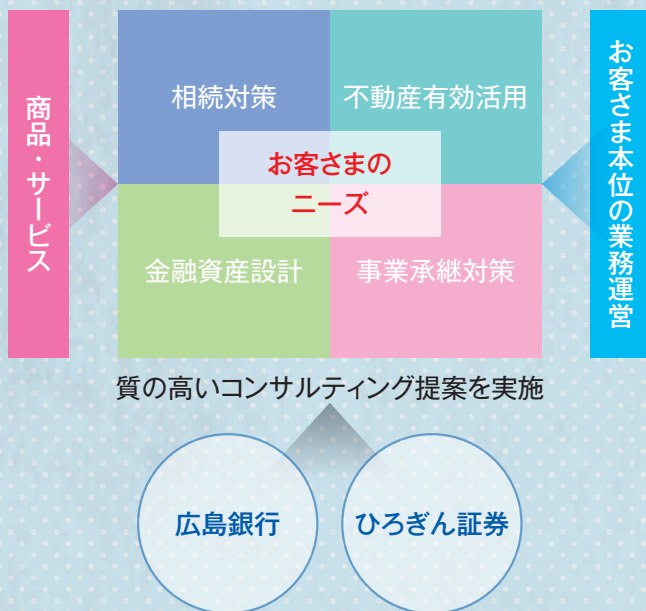 商品・サービス
相続対策
不動産有効活用
お客さまの
ニーズ
金融資産設計
事業承継対策
お客さま本位の業務運営
質の高いコンサルティング提案を実施
広島銀行
ひろぎん証券